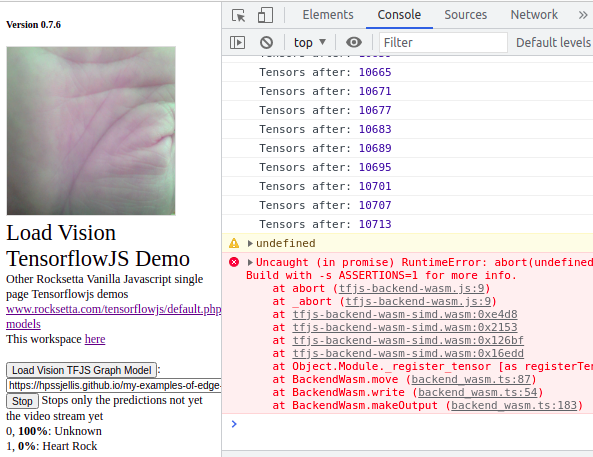 Version 0.7.6
Load Vision
TensorflowJS Demo
Other Rocksetta Vanilla Javascript single
page Tensorflowjs demos
www.rocksetta.com/tensorflowjs/default.php
models
This workspace here
Load Vision TFJS Graph Model :
https://hpssjellis.github.io/my-examples-of-edge-
Stop Stops only the predictions not yet
the video stream yet
0, 100%: Unknown
1, 0%: Heart Rock
Elements Console Sources »
top ▾ Filter Default levels
Tensors after: 10665
Tensors after: 10671
Tensors after: 10677
Tensors after: 10683
Tensors after: 10689
Tensors after: 10695
Tensors after: 10701
Tensors after: 10707
Tensors after: 10713
▶undefined
▶Uncaught (in promise) RuntimeError: abort(undefined
Build with -s ASSERTIONS=1 for more info.
at abort (tfjs-backend-wasm.js:9)
at _abort (tfjs-backend-wasm.js:9)
at tfjs-backend-wasm-simd.wasm:0xe4d8
at tfjs-backend-wasm-simd.wasm:0x2153
at tfjs-backend-wasm-simd.wasm:0x126bf
at tfjs-backend-wasm-simd.wasm:0x16edd
at Object.Module._register_tensor [as registerTe
at BackendWasm.move (backend_wasm.ts:87)
at BackendWasm.write (backend_wasm.ts:54)
at BackendWasm.makeOutput (backend_wasm.ts:183)